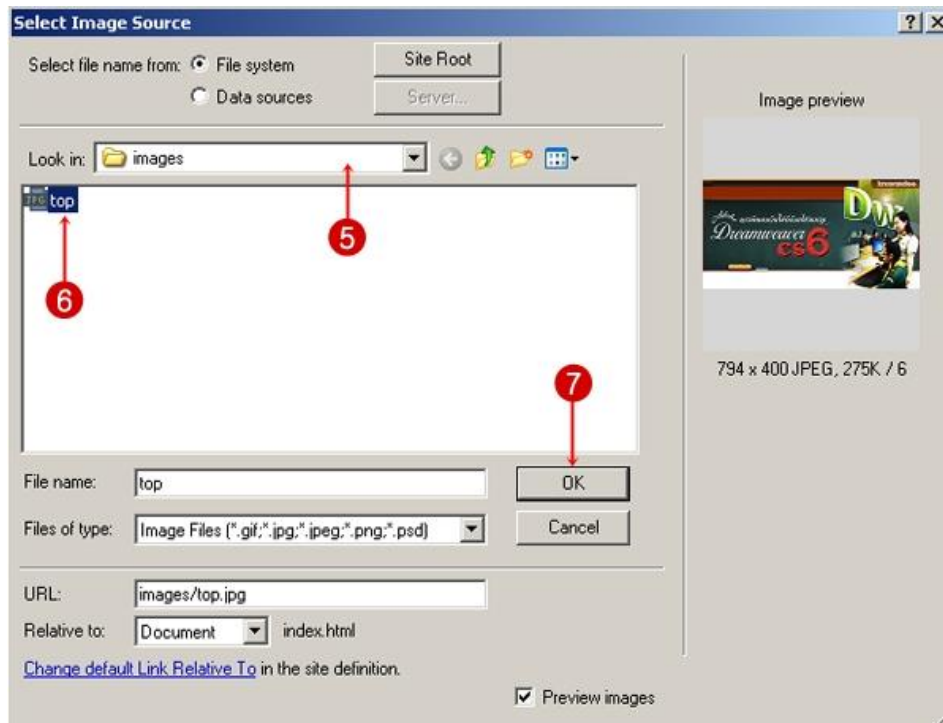 Select Image Source
Select file name from: File system
Site Root
Data sources
Server...
Image preview
Look in: images
JPG top
5
6
Dreamweaver
cs6
Dw
794 x 400 JPEG, 275K / 6
7
File name: top
OK
Files of type: Image Files (*.gif;*.jpg;*.jpeg;*.png;*.psd)
Cancel
URL: images/top.jpg
Relative to: Document index.html
Change default Link Relative To in the site definition.
Preview images